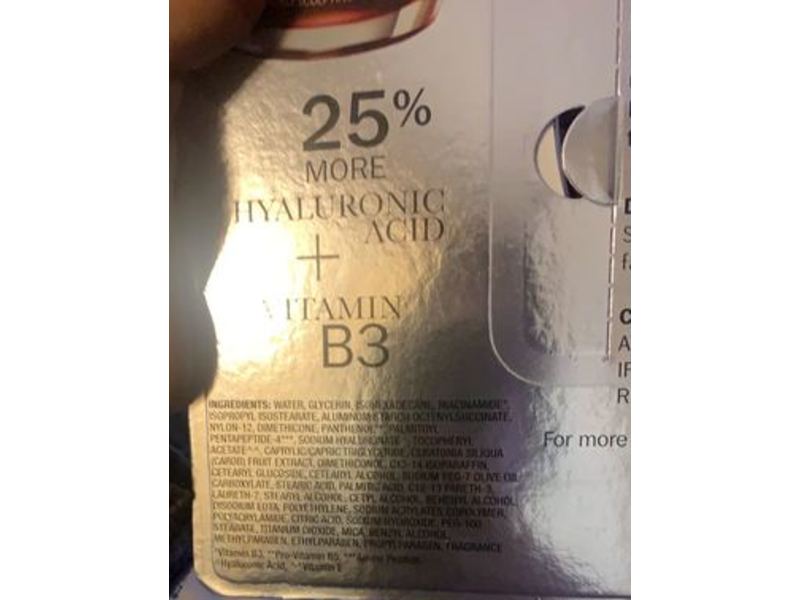 25%
MORE
HYALURONIC
ACID
+
VITAMIN
B3
INGREDIENTS: WATER, GLYCERIN, ISOHEXADECANE, NIACINAMIDE*,
ISOPROPYL ISOSTEARATE, ALUMINUM STARCH OCTENYLSUCCINATE,
NYLON-12, DIMETHICONE, PANTHENOL**, PALMITOYL
PENTAPEPTIDE-4***, SODIUM HYALURONATE, TOCOPHERYL
ACETATE^^, CAPRYLIC/CAPRIC TRIGLYCERIDE, CERATONIA SILIQUA
(CAROB) FRUIT EXTRACT, DIMETHICONOL, C13-14 ISOPARAFFIN,
CETEARYL GLUCOSIDE, CETEARYL ALCOHOL, SODIUM PEG-7 OLIVE OIL
CARBOXYLATE, STEARIC ACID, PALMITIC ACID, C12-13 PARETH-3,
LAURETH-7, STEARYL ALCOHOL, CETYL ALCOHOL, BEHENYL ALCOHOL,
DISODIUM EDTA, POLYETHYLENE, SODIUM ACRYLATES COPOLYMER,
POLYACRYLAMIDE, CITRIC ACID, SODIUM HYDROXIDE, PEG-100
STEARATE, TITANIUM DIOXIDE, MICA, BENZYL ALCOHOL,
METHYLPARABEN, ETHYLPARABEN, PROPYLPARABEN, FRAGRANCE
*Vitamin B3, **Pro-Vitamin B5, ***Amino Peptide,
^Hyaluronic Acid, ^^Vitamin E
For more